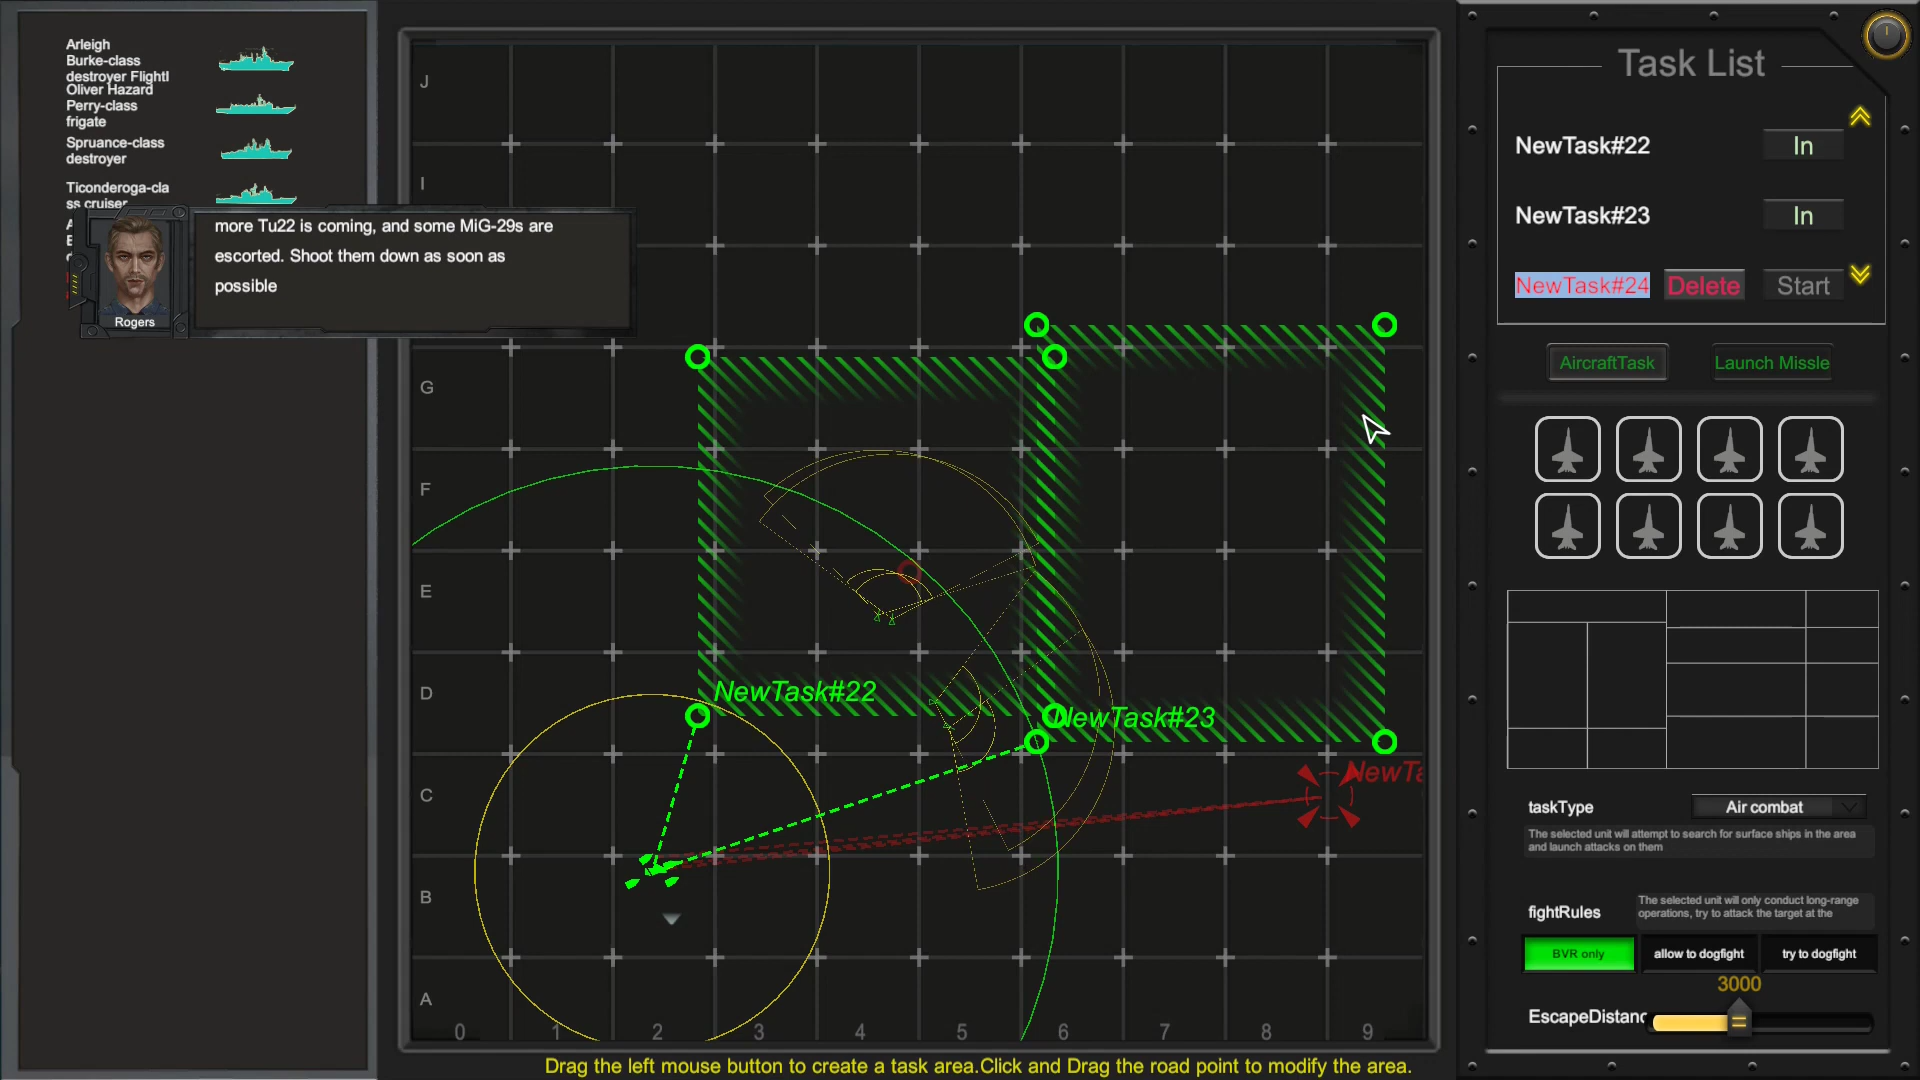 Arleigh
Burke-class
destroyer FlightI
Oliver Hazard
Perry-class
frigate
Spruance-class
destroyer
Ticonderoga-cla
ss cruiser
more Tu22 is coming, and some MiG-29s are
escorted. Shoot them down as soon as
possible
Rogers
J
I
G
F
E
D
C
B
A
0 1 2 3 4 5 6 7 8 9
NewTask#22
NewTask#23
NewTa
Drag the left mouse button to create a task area.Click and Drag the road point to modify the area.
Task List
NewTask#22 In
NewTask#23 In
NewTask#24 Delete Start
AircraftTask Launch Missle
taskType Air combat
The selected unit will attempt to search for surface ships in the area
and launch attacks on them
fightRules
The selected unit will only conduct long-range
operations, try to attack the target at the
BVR only allow to dogfight try to dogfight
3000
EscapeDistanc